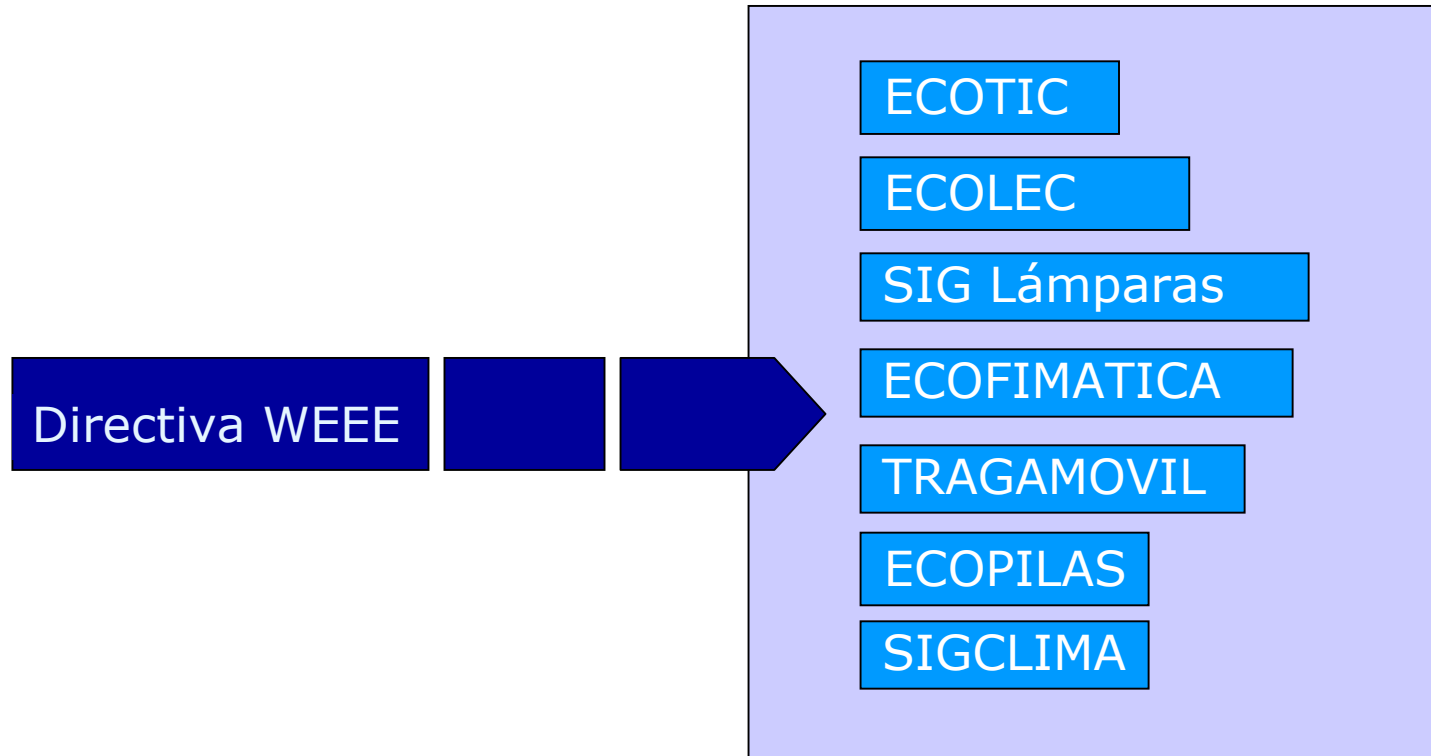 ECOTIC
ECOLEC
SIG Lámparas
ECOFIMATICA
Directiva WEEE
TRAGAMOVIL
ECOPILAS
SIGCLIMA